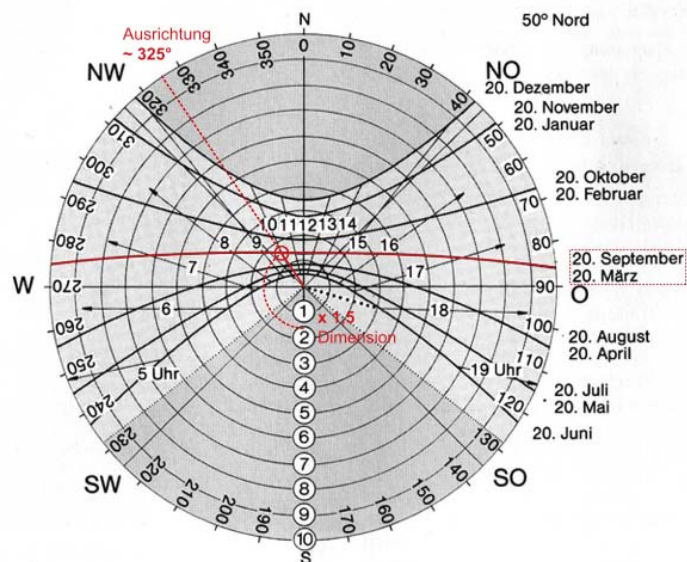 Ausrichtung
~ 325°
N
50° Nord
NW
NO
0
10
20
30
40
50
60
70
80
90
100
110
120
130
140
150
160
170
190
200
210
220
230
240
250
260
270
280
290
300
310
320
330
340
350
20. Dezember
20. November
20. Januar
20. Oktober
20. Februar
20. September
20. März
20. August
20. April
20. Juli
20. Mai
20. Juni
W
O
10 11 12 13 14
8 9 15 16
7 17
6 18
5 Uhr 19 Uhr
1
x 1.5
2
Dimension
3
4
5
6
7
8
9
10
SW
SO
S